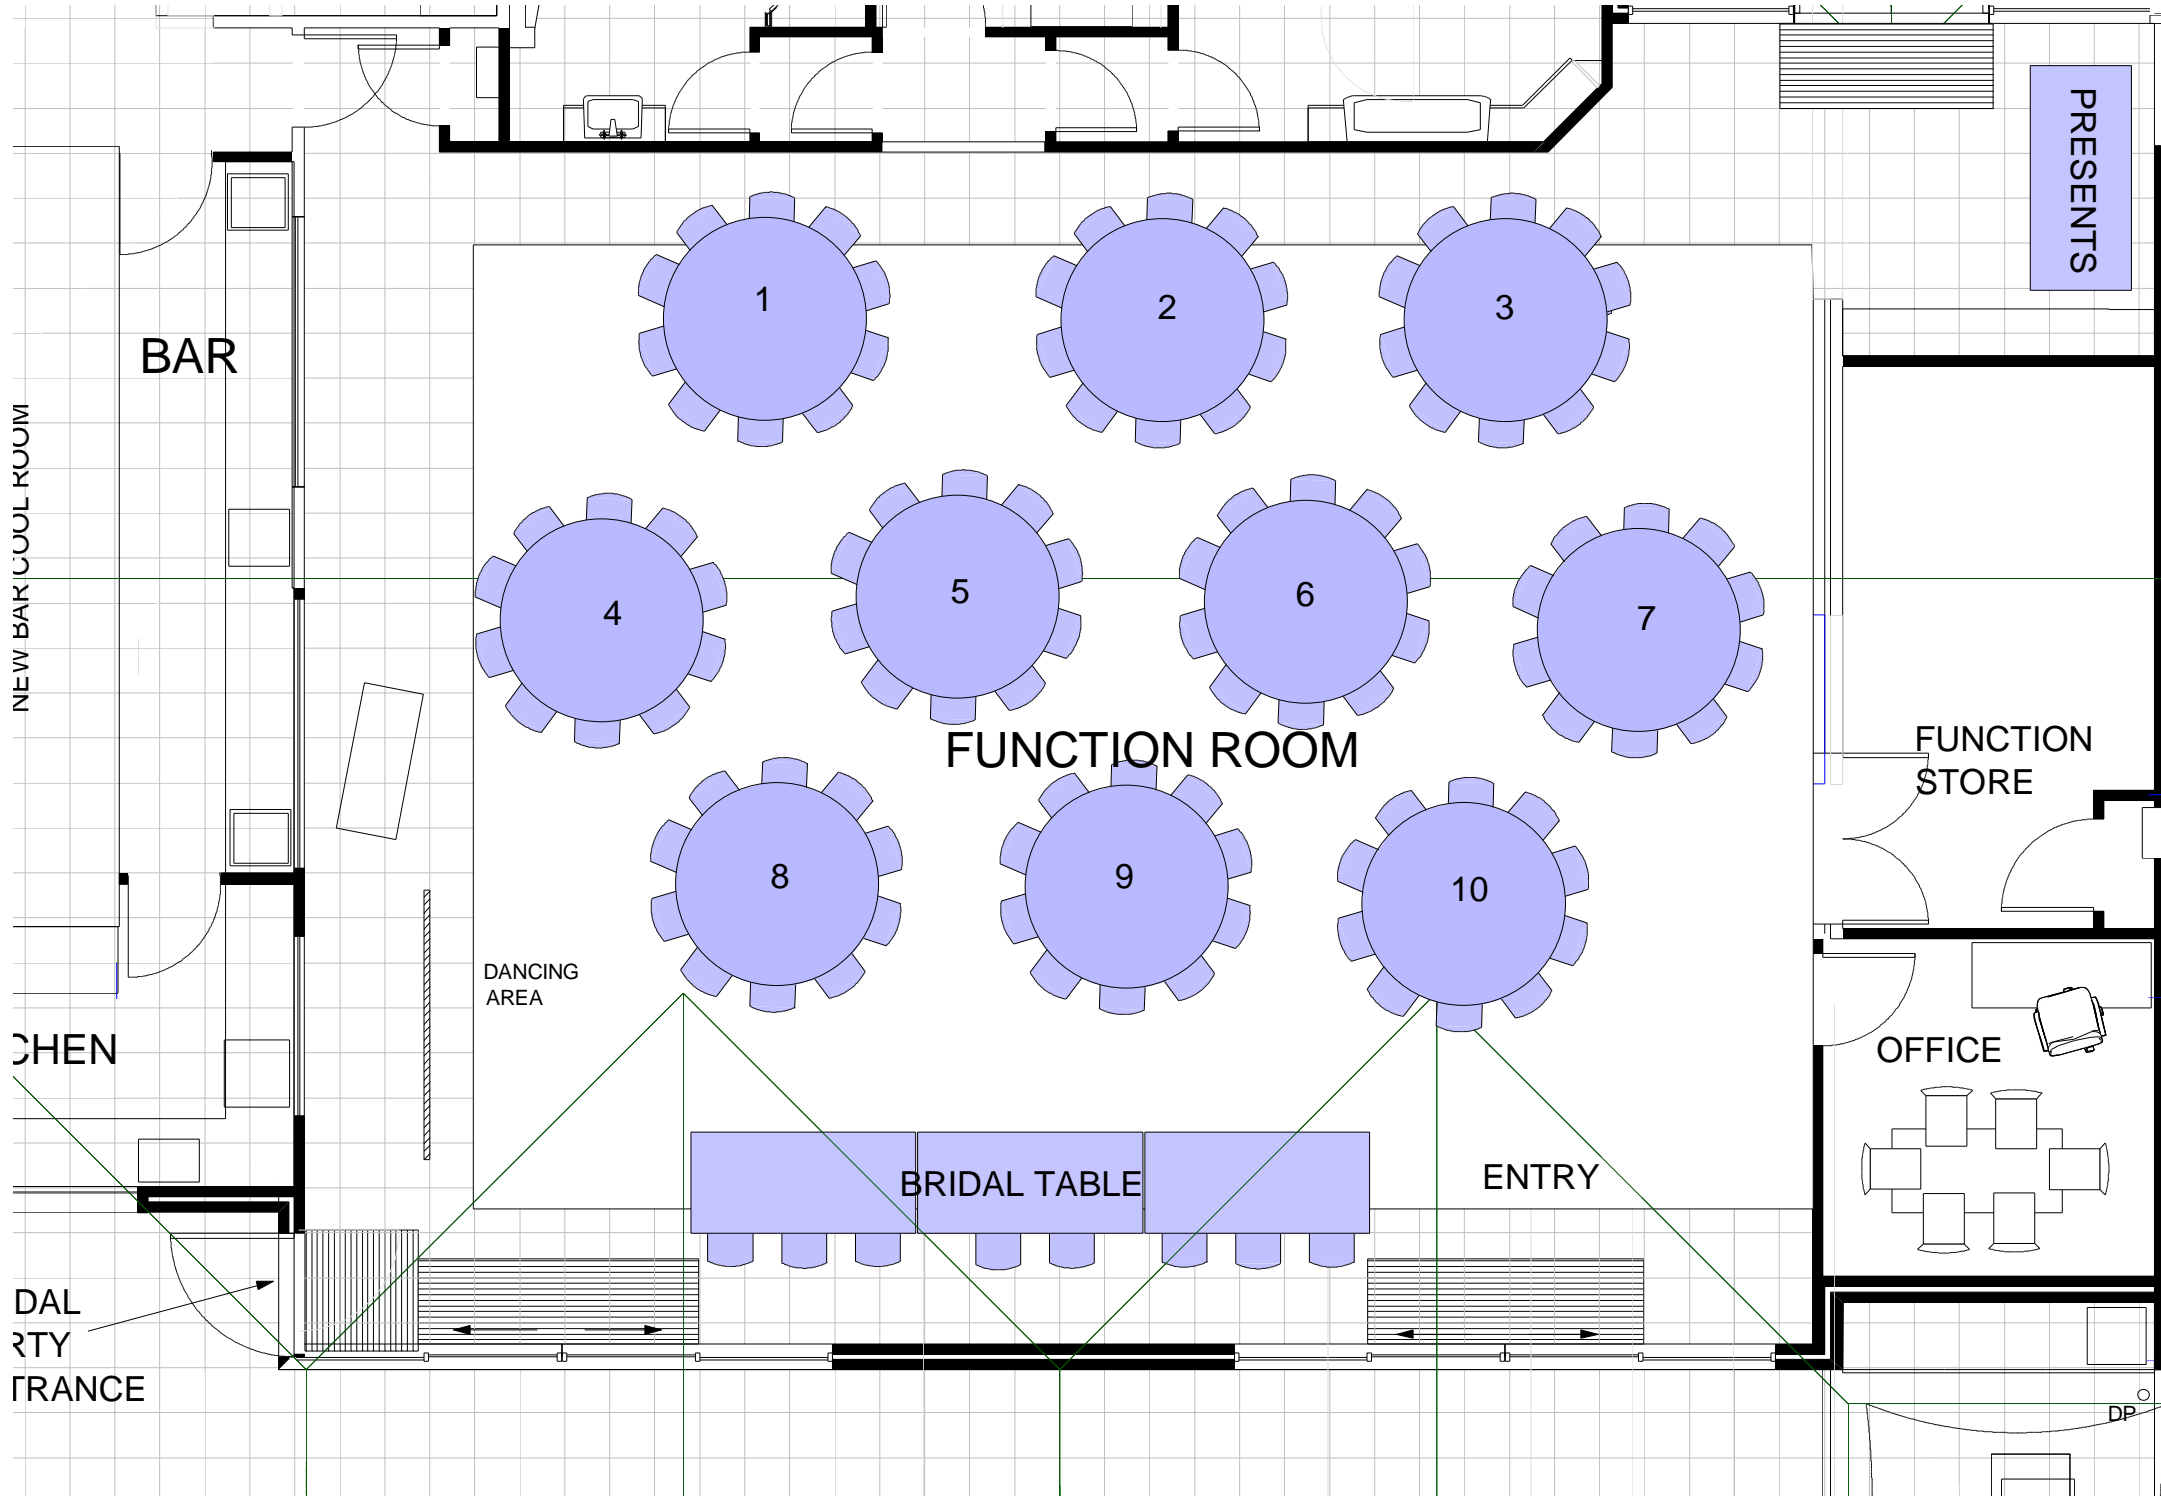 PRESENTS
1
2
3
BAR
NEW BAR COOL ROOM
4
5
6
7
FUNCTION ROOM
FUNCTION
STORE
8
9
10
DANCING
AREA
CHEN
OFFICE
BRIDAL TABLE
ENTRY
DAL
RTY
TRANCE
DP